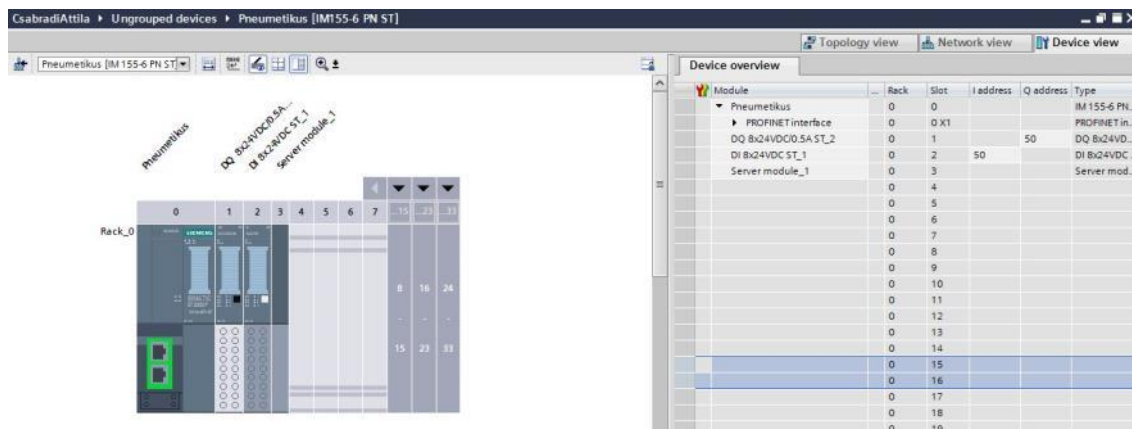 CsabradiAttila ▸ Ungrouped devices ▸ Pneumetikus [IM155-6 PN ST]
Topology view Network view Device view
Pneumetikus [IM 155-6 PN ST]
Device overview
Module ... Rack Slot I address Q address Type
Pneumetikus 0 0 IM 155-6 PN..
PROFINET interface 0 0 X1 PROFINET in..
DQ 8x24VDC/0.5A ST_2 0 1 50 DQ 8x24VD...
DI 8x24VDC ST_1 0 2 50 DI 8x24VDC ..
Server module_1 0 3 Server mod..
0 4
0 5
0 6
0 7
0 8
0 9
0 10
0 11
0 12
0 13
0 14
0 15
0 16
0 17
0 18
0 19
Pneumetikus
DQ 8x24VDC/0.5A...
DI 8x24VDC ST_1
Server module_1
0 1 2 3 4 5 6 7 ...15 ...23 ...33
Rack_0
SIEMENS
8 16 24
- - -
15 23 33